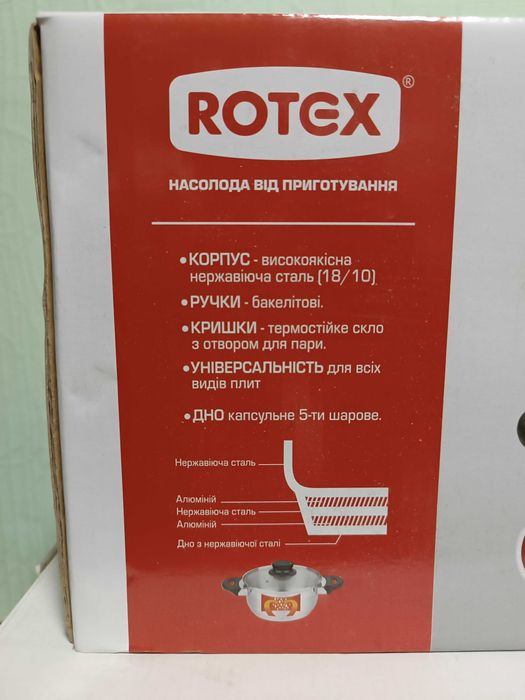 ROTEX®
НАСОЛОДА ВІД ПРИГОТУВАННЯ
•КОРПУС - високоякісна
нержавіюча сталь (18/10)
•РУЧКИ - бакелітові.
•КРИШКИ - термостійке скло
з отвором для пари.
•УНІВЕРСАЛЬНІСТЬ для всіх
видів плит
•ДНО капсульне 5-ти шарове.
Нержавіюча сталь
Алюміній
Нержавіюча сталь
Алюміній
Дно з нержавіючої сталі